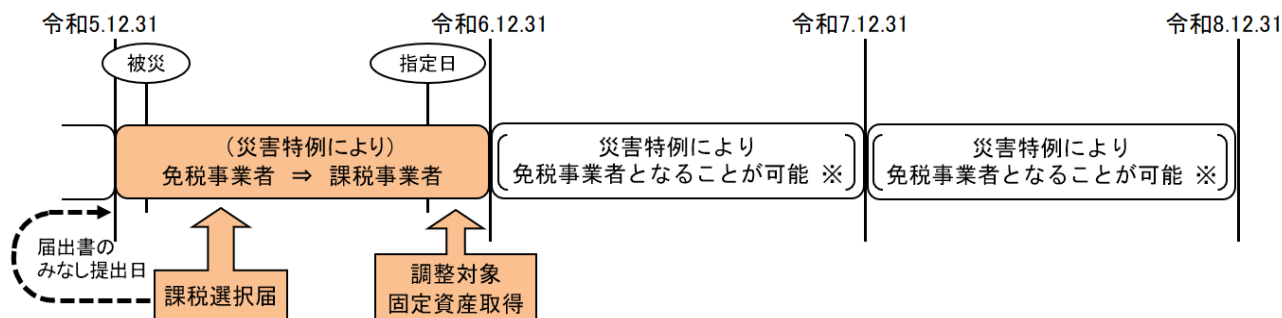 令和5.12.31
令和6.12.31
令和7.12.31
令和8.12.31
被災
指定日
(災害特例により)
免税事業者 ⇒ 課税事業者
災害特例により
免税事業者となることが可能 ※
災害特例により
免税事業者となることが可能 ※
届出書の
みなし提出日
課税選択届
調整対象
固定資産取得